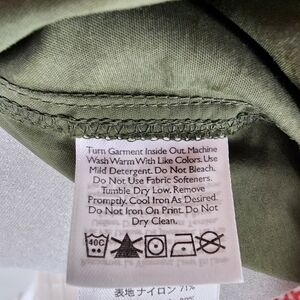 Turn Garment Inside Out. Machine
Wash Warm With Like Colors. Use
Mild Detergent. Do Not Bleach.
Do Not Use Fabric Softeners.
Tumble Dry Low. Remove
Promptly. Cool Iron As Desired.
Do Not Iron On Print. Do Not
Dry Clean.
40C
表地 ナイロン 71%